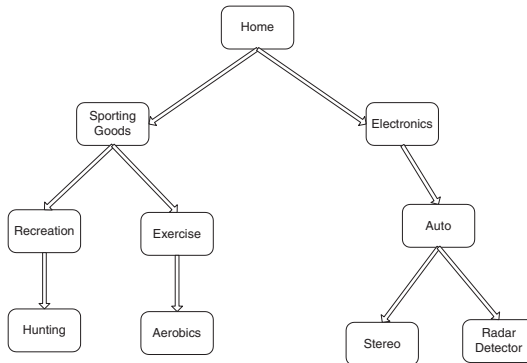 Home
Sporting
Goods
Electronics
Recreation
Exercise
Auto
Hunting
Aerobics
Stereo
Radar
Detector